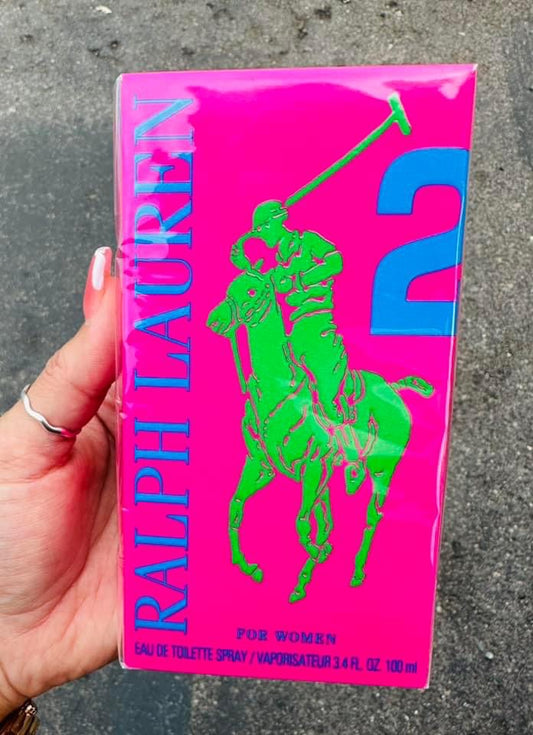 RALPH LAUREN
2
FOR WOMEN
EAU DE TOILETTE SPRAY / VAPORISATEUR 3.4 FL. OZ. 100 ml